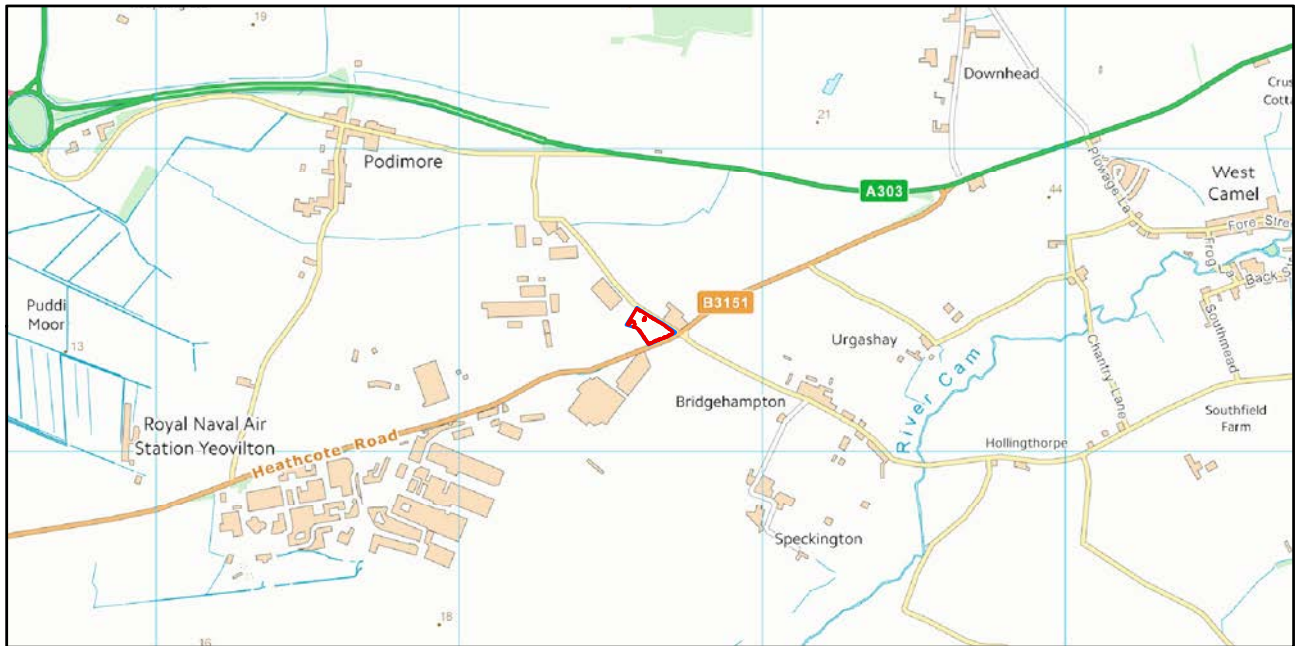 19
Downhead
Crus
Cotta
21
Podimore
Plowage La
West
Camel
A303
44
Fore Stre
Frog La
Back St
Puddi
Moor
B3151
13
Urgashay
Southmead
River Cam
Chantry Lane
Bridgehampton
Southfield
Farm
Royal Naval Air
Station Yeovilton
Hollingthorpe
Heathcote Road
Speckington
18
16